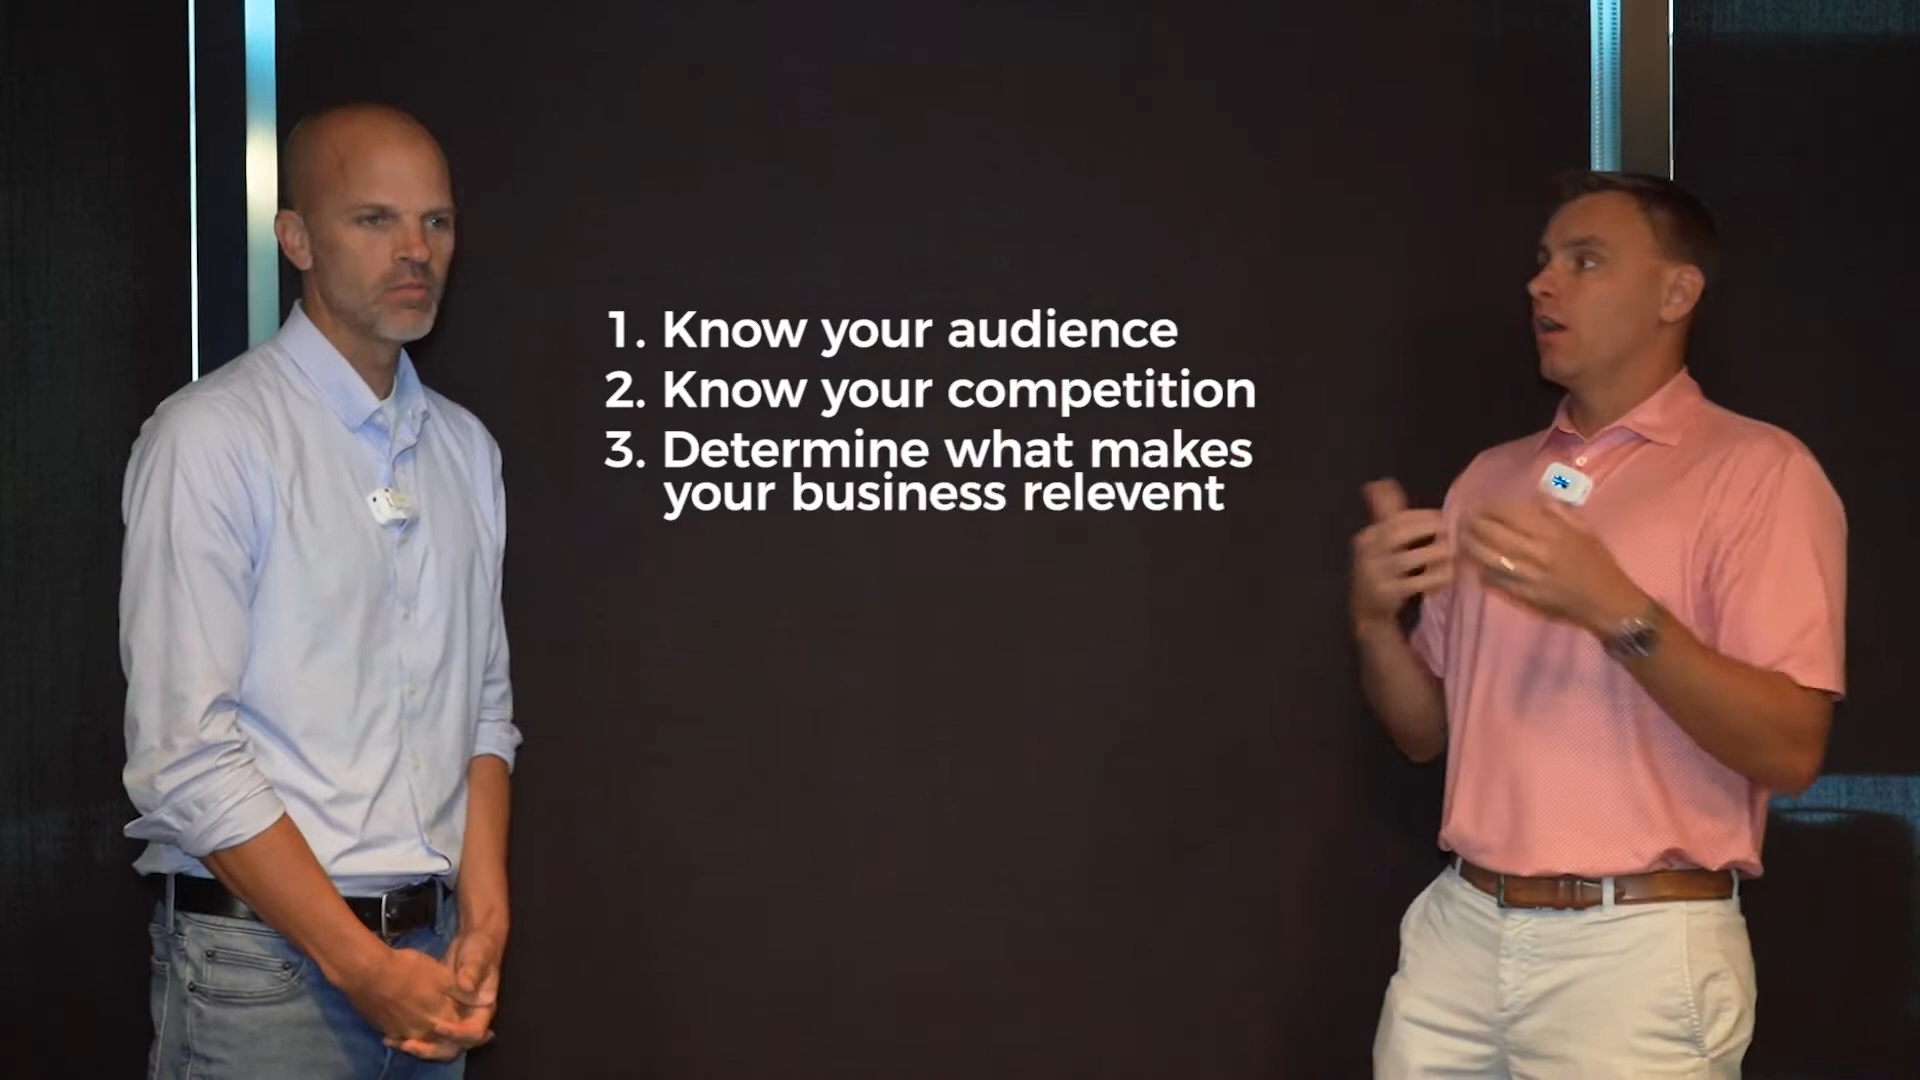 1. Know your audience
2. Know your competition
3. Determine what makes
your business relevent